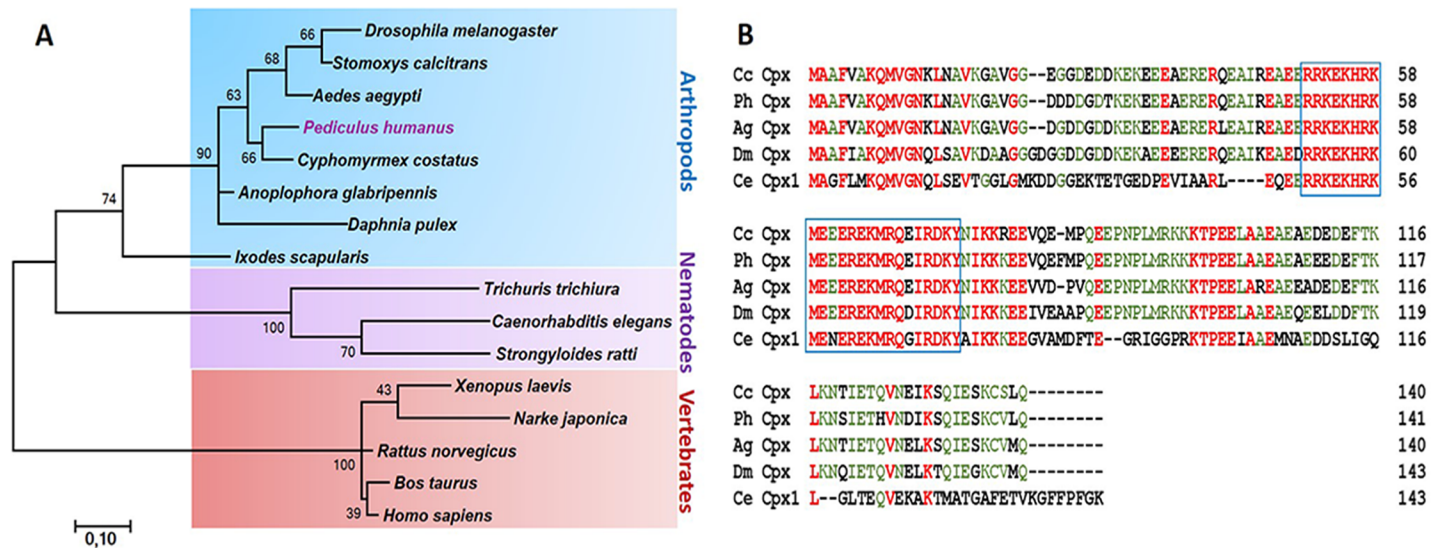 A
66
Drosophila melanogaster
68
Stomoxys calcitrans
Aedes aegypti
63
Pediculus humanus
66
Cyphomyrmex costatus
90
Anoplophora glabripennis
74
Daphnia pulex
Ixodes scapularis
Arthropods
Trichuris trichiura
100
Caenorhabditis elegans
70
Strongyloides ratti
Nematodes
43
Xenopus laevis
Narke japonica
Rattus norvegicus
100
Bos taurus
39
Homo sapiens
Vertebrates
0,10
B
Cc Cpx MAAFVAKQMVGNKLNAVKGAVGG--EGGDEDDKEKEEEAERERQEAIREAEERRKEKHRK 58
Ph Cpx MAAFVAKQMVGNKLNAVKGAVGG--DDDDGDTKEKEEEAERERQEAIREAEERRKEKHRK 58
Ag Cpx MAAFVAKQMVGNKLNAVKGAVGG--DGGDDGDKEKEEEAERERLEAIREAEERRKEKHRK 58
Dm Cpx MAAFIAKQMVGNQLSAVKDAAGGGDGDDGDDKEKAEEEERERQEAIKEAEDRRKEKHRK 60
Ce Cpx1 MAGFLMKQMVGNQLSEVTGGLGMKDDGGEKTETGEDPEVIAARL----EQEERRKEKHRK 56
Cc Cpx MEEEREKMRQEIRDKYNIKKREEVQE-MPQEEPNPLMRKKKTPEELAAEAEAEDEDEFTK 116
Ph Cpx MEEEREKMRQEIRDKYNIKKKEEVQEFMPQEEPNPLMRKKKTPEELAAEAEAEEEDEFTK 117
Ag Cpx MEEEREKMRQEIRDKYNIKKKEEVVD-PVQEEPNPLMRKKKTPEELAREAEEADEDEFTK 116
Dm Cpx MEEEREKMRQDIRDKYNIKKKEEIVEAAPQEEPNPLMRKKKTPEELAAEAEQEELDDFTK 119
Ce Cpx1 MENEREKMRQGIRDKYAIKKKEEGVAMDFTE--GRIGGPRKTPEEIAAEMNAEDDSLIGQ 116
Cc Cpx LKNTIETQVNEIKSQIESKCSLQ-------- 140
Ph Cpx LKNSIETHVNDIKSQIESKCVLQ-------- 141
Ag Cpx LKNTIETQVNELKSQIESKCVMQ-------- 140
Dm Cpx LKNQIETQVNELKTQIEGKCVMQ-------- 143
Ce Cpx1 L--GLTEQVEKAKTMATGAFETVKGFFPFGK 143